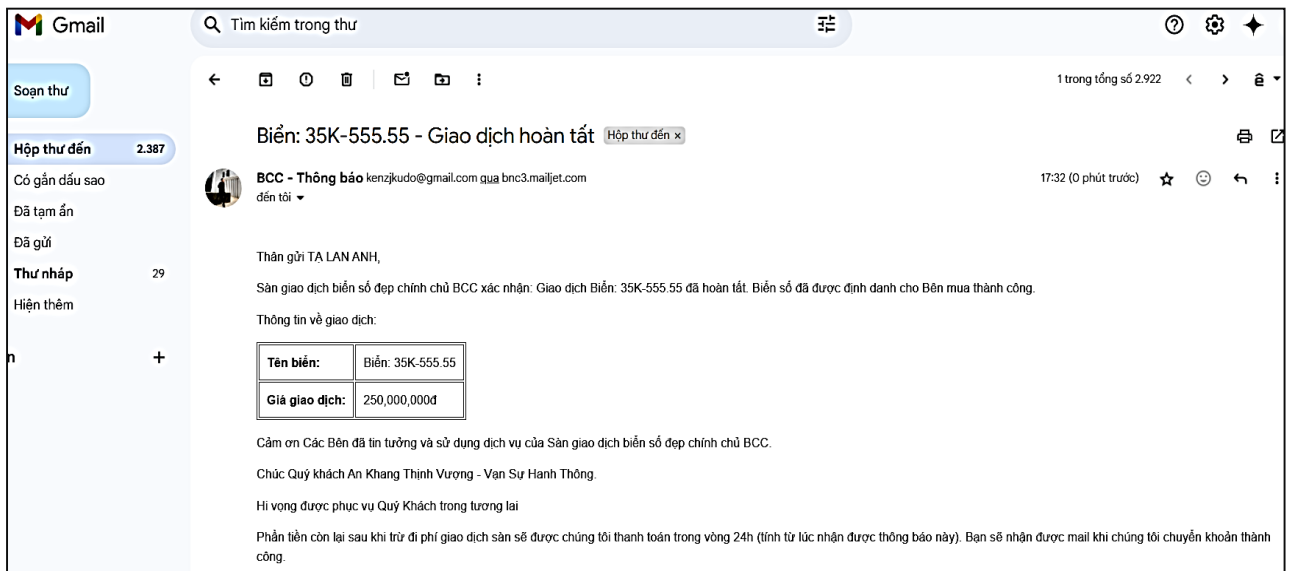 Gmail
Tìm kiếm trong thư
Soạn thư
1 trong tổng số 2.922
ê
Biển: 35K-555.55 - Giao dịch hoàn tất Hộp thư đến ×
Hộp thư đến 2.387
Có gắn dấu sao
Đã tạm ẩn
Đã gửi
Thư nháp 29
Hiện thêm
n +
BCC - Thông báo kenzjkudo@gmail.com qua bnc3.mailjet.com
17:32 (0 phút trước)
đến tôi
Thân gửi TẠ LAN ANH,
Sàn giao dịch biển số đẹp chính chủ BCC xác nhận: Giao dịch Biển: 35K-555.55 đã hoàn tất. Biển số đã được định danh cho Bên mua thành công.
Thông tin về giao dịch:
Tên biển: Biển: 35K-555.55
Giá giao dịch: 250,000,000đ
Cảm ơn Các Bên đã tin tưởng và sử dụng dịch vụ của Sàn giao dịch biển số đẹp chính chủ BCC.
Chúc Quý khách An Khang Thịnh Vượng - Vạn Sự Hanh Thông.
Hi vọng được phục vụ Quý Khách trong tương lai
Phần tiền còn lại sau khi trừ đi phí giao dịch sàn sẽ được chúng tôi thanh toán trong vòng 24h (tính từ lúc nhận được thông báo này). Bạn sẽ nhận được mail khi chúng tôi chuyển khoản thành
công.